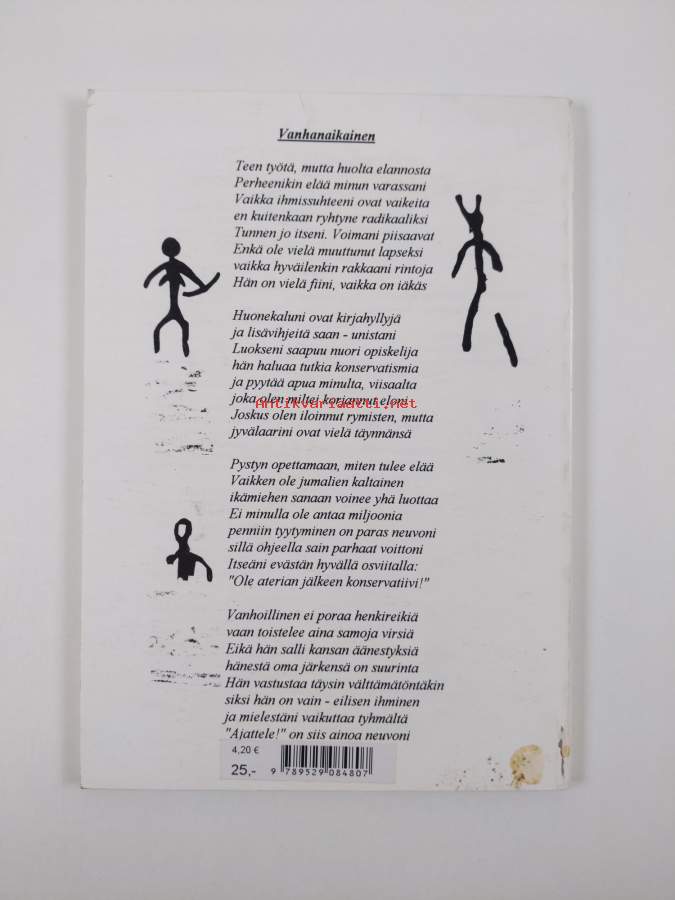 Vanhanaikainen
Teen työtä, mutta huolta elannosta
Perheenikin elää minun varassani
Vaikka ihmissuhteeni ovat vaikeita
en kuitenkaan ryhtyne radikaaliksi
Tunnen jo itseni. Voimani piisaavat
Enkä ole vielä muuttunut lapseksi
vaikka hyväilenkin rakkaani rintoja
Hän on vielä fiini, vaikka on iäkäs
Huonekaluni ovat kirjahyllyjä
ja lisävihjeitä saan - unistani
Luokseni saapuu nuori opiskelija
hän haluaa tutkia konservatismia
ja pyytää apua minulta, viisaalta
joka olen miltei korjannut eloni
Antikvariaatti.net
Joskus olen iloinnut rymisten, mutta
jyvälaarini ovat vielä täynnänsä
Pystyn opettamaan, miten tulee elää
Vaikken ole jumalien kaltainen
ikämiehen sanaan voinee yhä luottaa
Ei minulla ole antaa miljoonia
penniin tyytyminen on paras neuvoni
sillä ohjeella sain parhaat voittoni
Itseäni evästän hyvällä osviitalla:
"Ole aterian jälkeen konservatiivi!"
Vanhoillinen ei poraa henkireikiä
vaan toistelee aina samoja virsiä
Eikä hän salli kansan äänestyksiä
hänestä oma järkensä on suurinta
Hän vastustaa täysin välttämätöntäkin
siksi hän on vain - eilisen ihminen
ja mielestäni vaikuttaa tyhmältä
"Ajattele!" on siis ainoa neuvoni
4,20 €
25,-
9 789529 084807